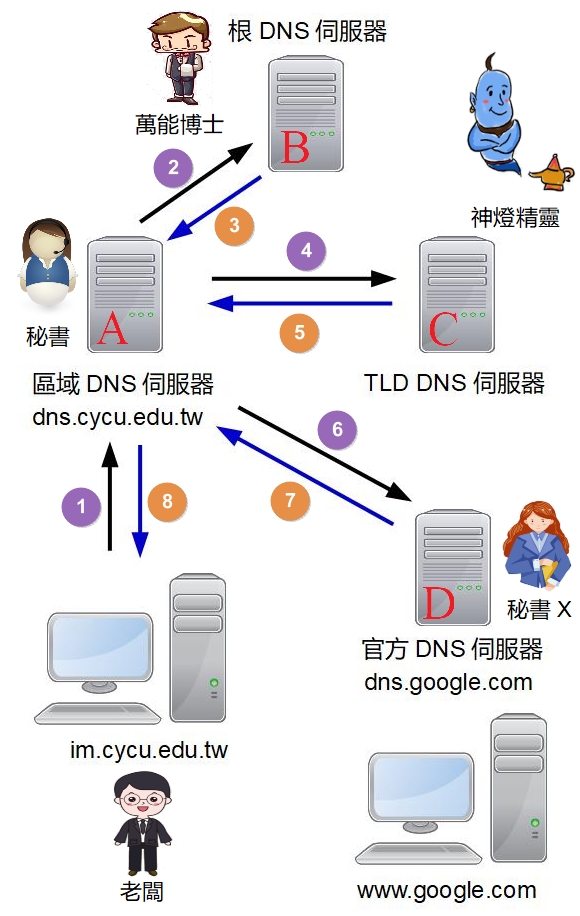 根 DNS 伺服器
萬能博士
B
2
3
神燈精靈
4
5
秘書
A
C
區域 DNS 伺服器
dns.cycu.edu.tw
TLD DNS 伺服器
6
7
1
8
D
秘書 X
官方 DNS 伺服器
dns.google.com
im.cycu.edu.tw
老闆
www.google.com